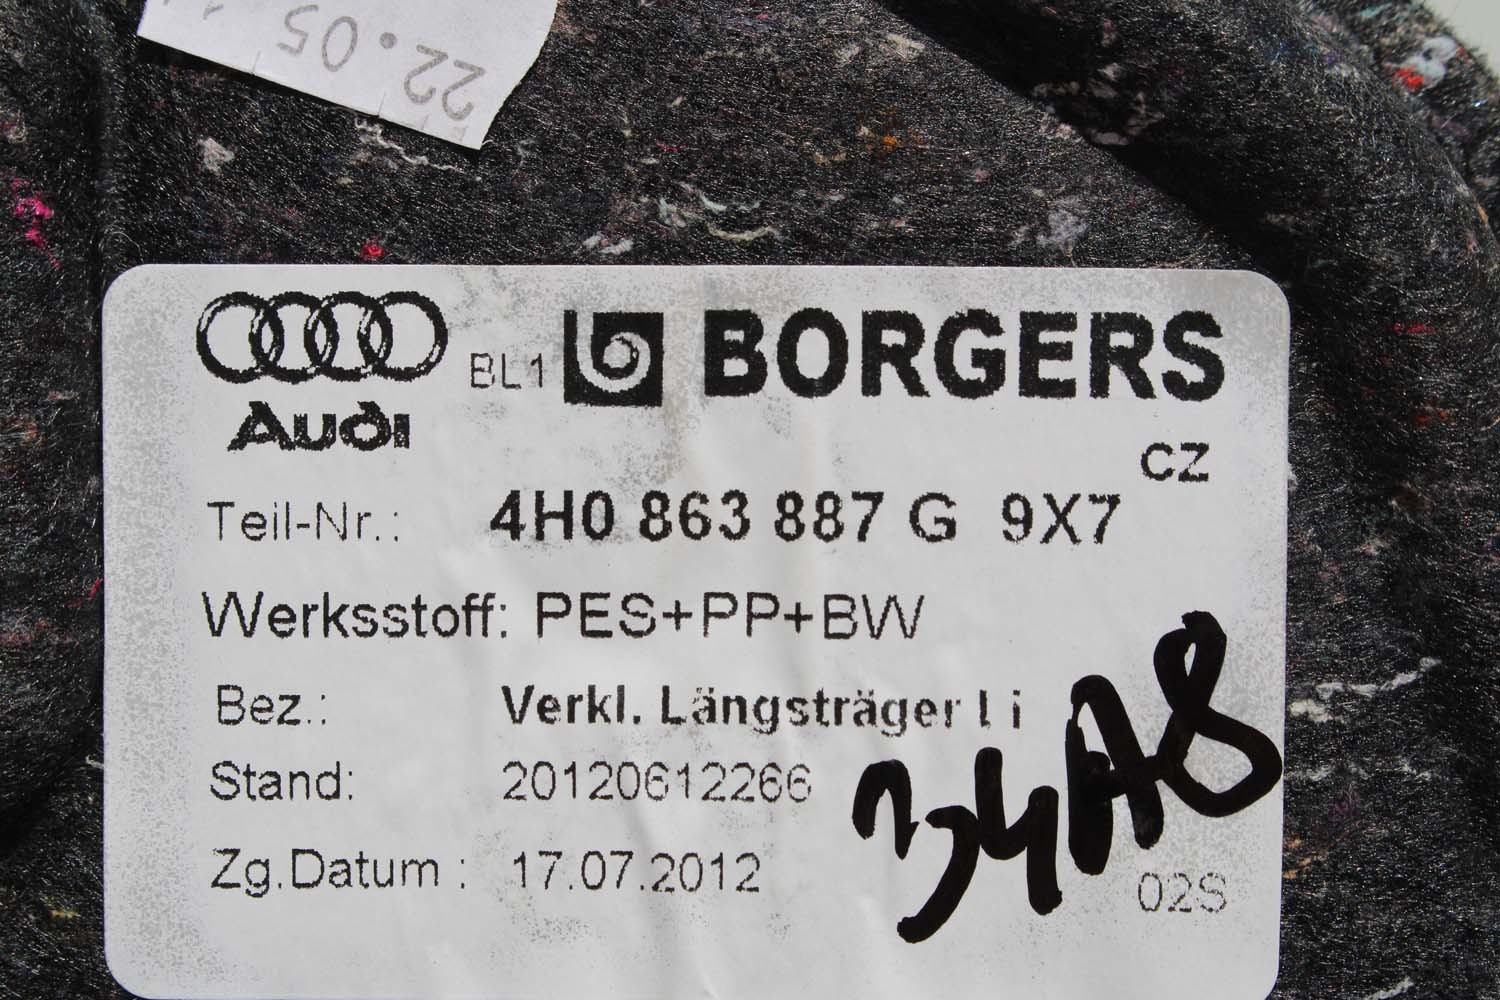 22.05
Audi
BL1 BORGERS
CZ
Teil-Nr.: 4H0 863 887 G 9X7
Werksstoff: PES+PP+BW
Bez.: Verkl. Längsträger l i
Stand: 20120612266
Zg.Datum : 17.07.2012
34A8
02S